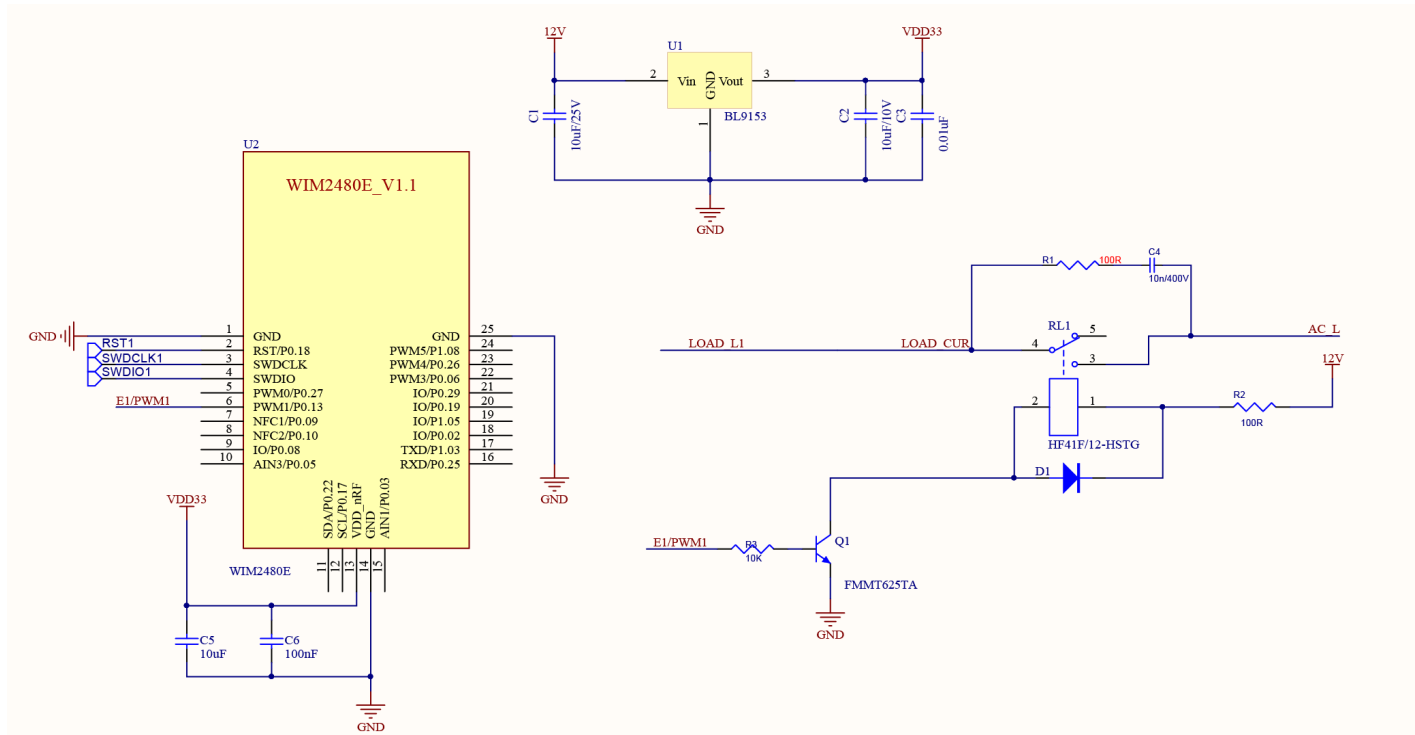 12V
VDD33
U1
2
Vin
GND
Vout
3
1
BL9153
C1
10uF/25V
C2
10uF/10V
C3
0.01uF
GND
U2
WIM2480E_V1.1
GND
1
GND
RST1
2
RST/P0.18
SWDCLK1
3
SWDCLK
SWDIO1
4
SWDIO
5
PWM0/P0.27
E1/PWM1
6
PWM1/P0.13
7
NFC1/P0.09
8
NFC2/P0.10
9
IO/P0.08
10
AIN3/P0.05
GND
25
PWM5/P1.08
24
PWM4/P0.26
23
PWM3/P0.06
22
IO/P0.29
21
IO/P0.19
20
IO/P1.05
19
IO/P0.02
18
TXD/P1.03
17
RXD/P0.25
16
GND
SDA/P0.22
SCL/P0.17
VDD_nRF
GND
AIN1/P0.03
11
12
13
14
15
WIM2480E
VDD33
C5
10uF
C6
100nF
GND
R1
100R
C4
10n/400V
RL1
5
LOAD_L1
LOAD_CUR
4
3
AC_L
12V
2
1
R2
100R
HF41F/12-HSTG
D1
E1/PWM1
R3
10K
Q1
FMMT625TA
GND